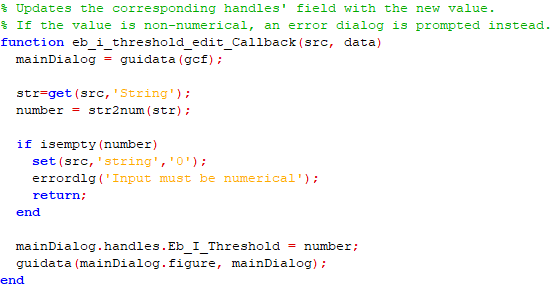 % Updates the corresponding handles' field with the new value.
% If the value is non-numerical, an error dialog is prompted instead.
function eb_i_threshold_edit_Callback(src, data)
mainDialog = guidata(gcf);
str=get(src,'String');
number = str2num(str);
if isempty(number)
set(src,'string','0');
errordlg('Input must be numerical');
return;
end
mainDialog.handles.Eb_I_Threshold = number;
guidata(mainDialog.figure, mainDialog);
end